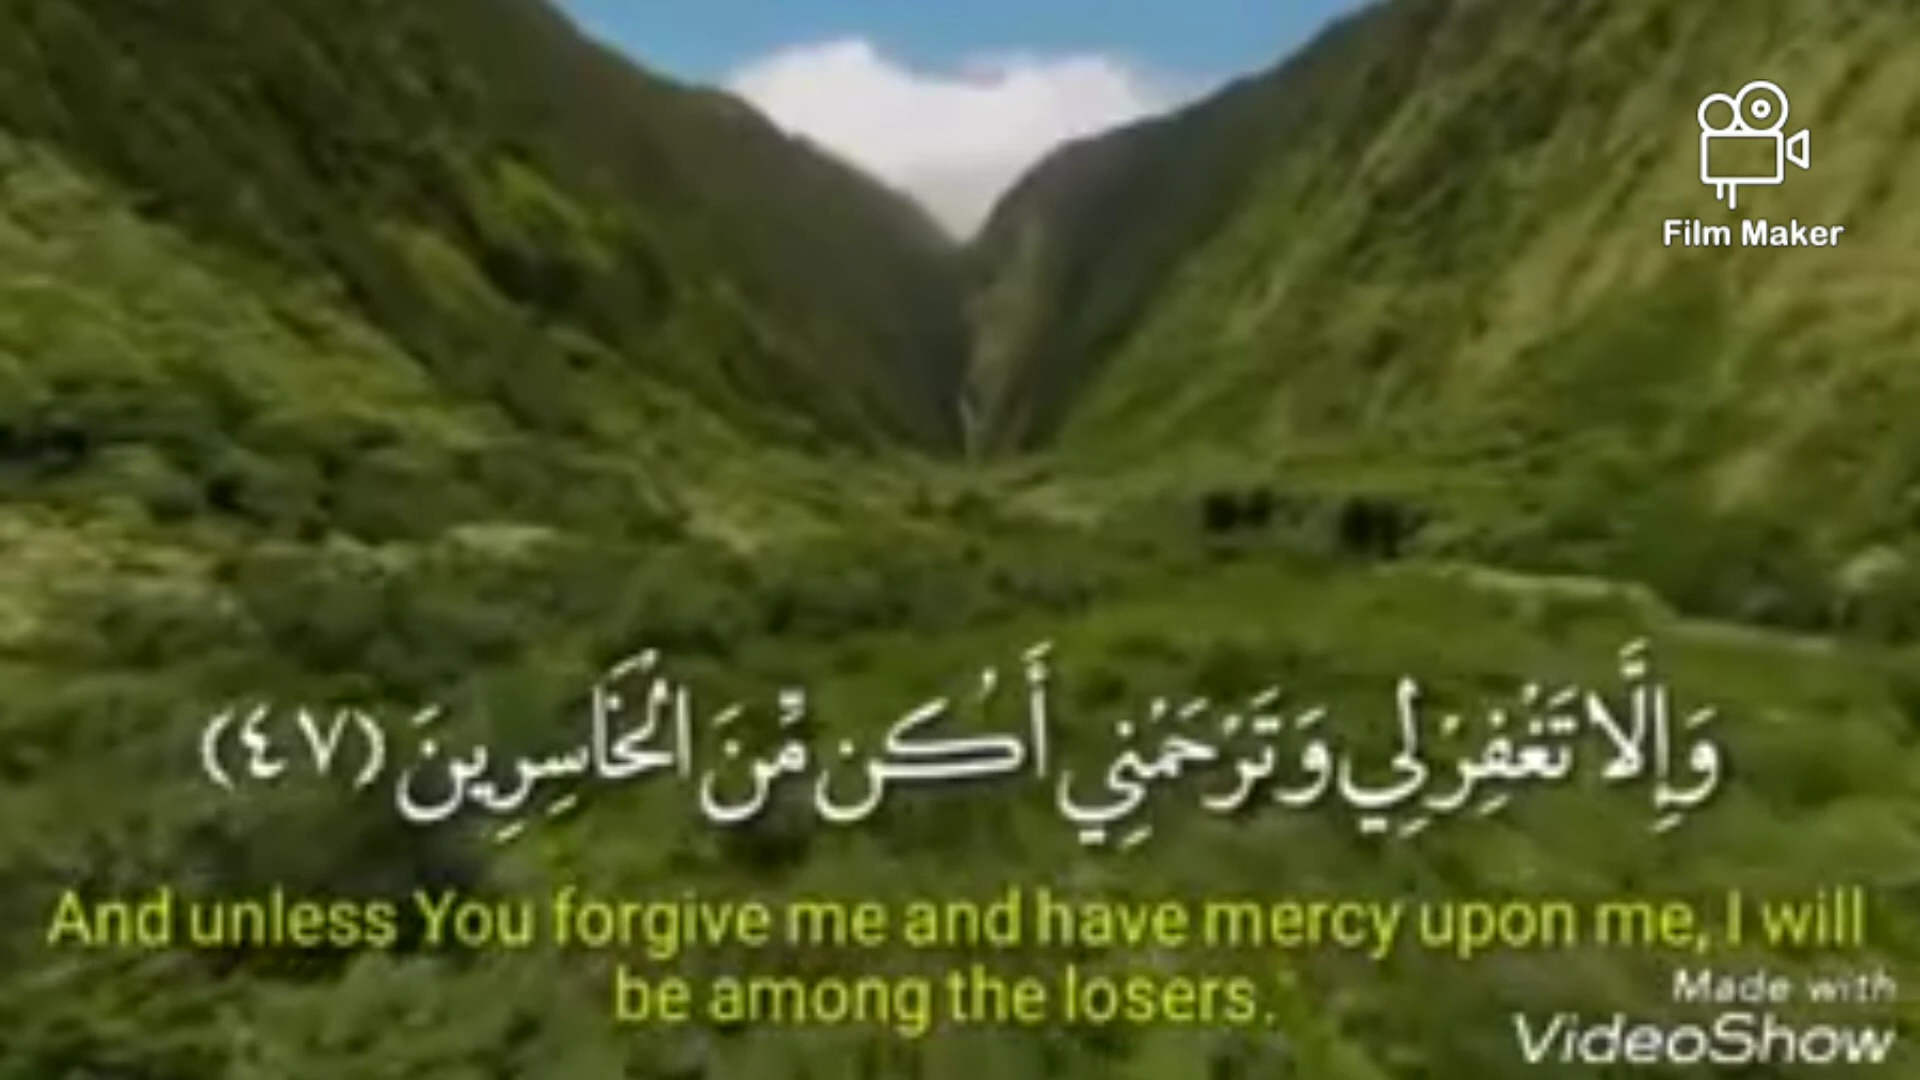 Film Maker
وَإِلَّا تَغْفِرْ لِي وَتَرْحَمْنِي أَكُن مِّنَ الْخَاسِرِينَ (٤٧)
And unless You forgive me and have mercy upon me, I will
be among the losers.
Made with
VideoShow